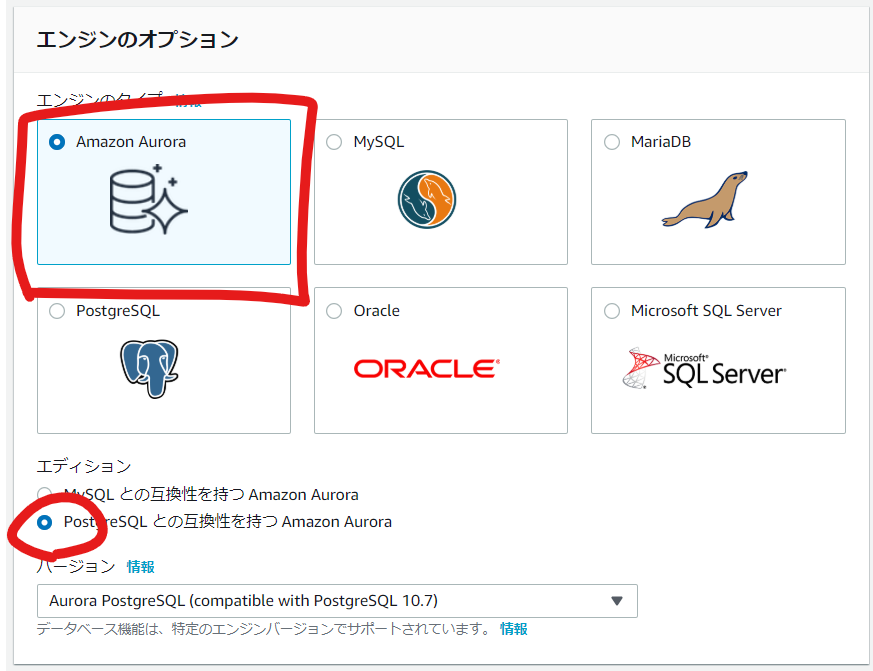 エンジンのオプション
エンジンのタイプ 情報
Amazon Aurora
MySQL
MariaDB
PostgreSQL
Oracle
Microsoft SQL Server
ORACLE
Microsoft®
SQL Server
エディション
MySQL との互換性を持つ Amazon Aurora
PostgreSQL との互換性を持つ Amazon Aurora
バージョン 情報
Aurora PostgreSQL (compatible with PostgreSQL 10.7)
データベース機能は、特定のエンジンバージョンでサポートされています。 情報